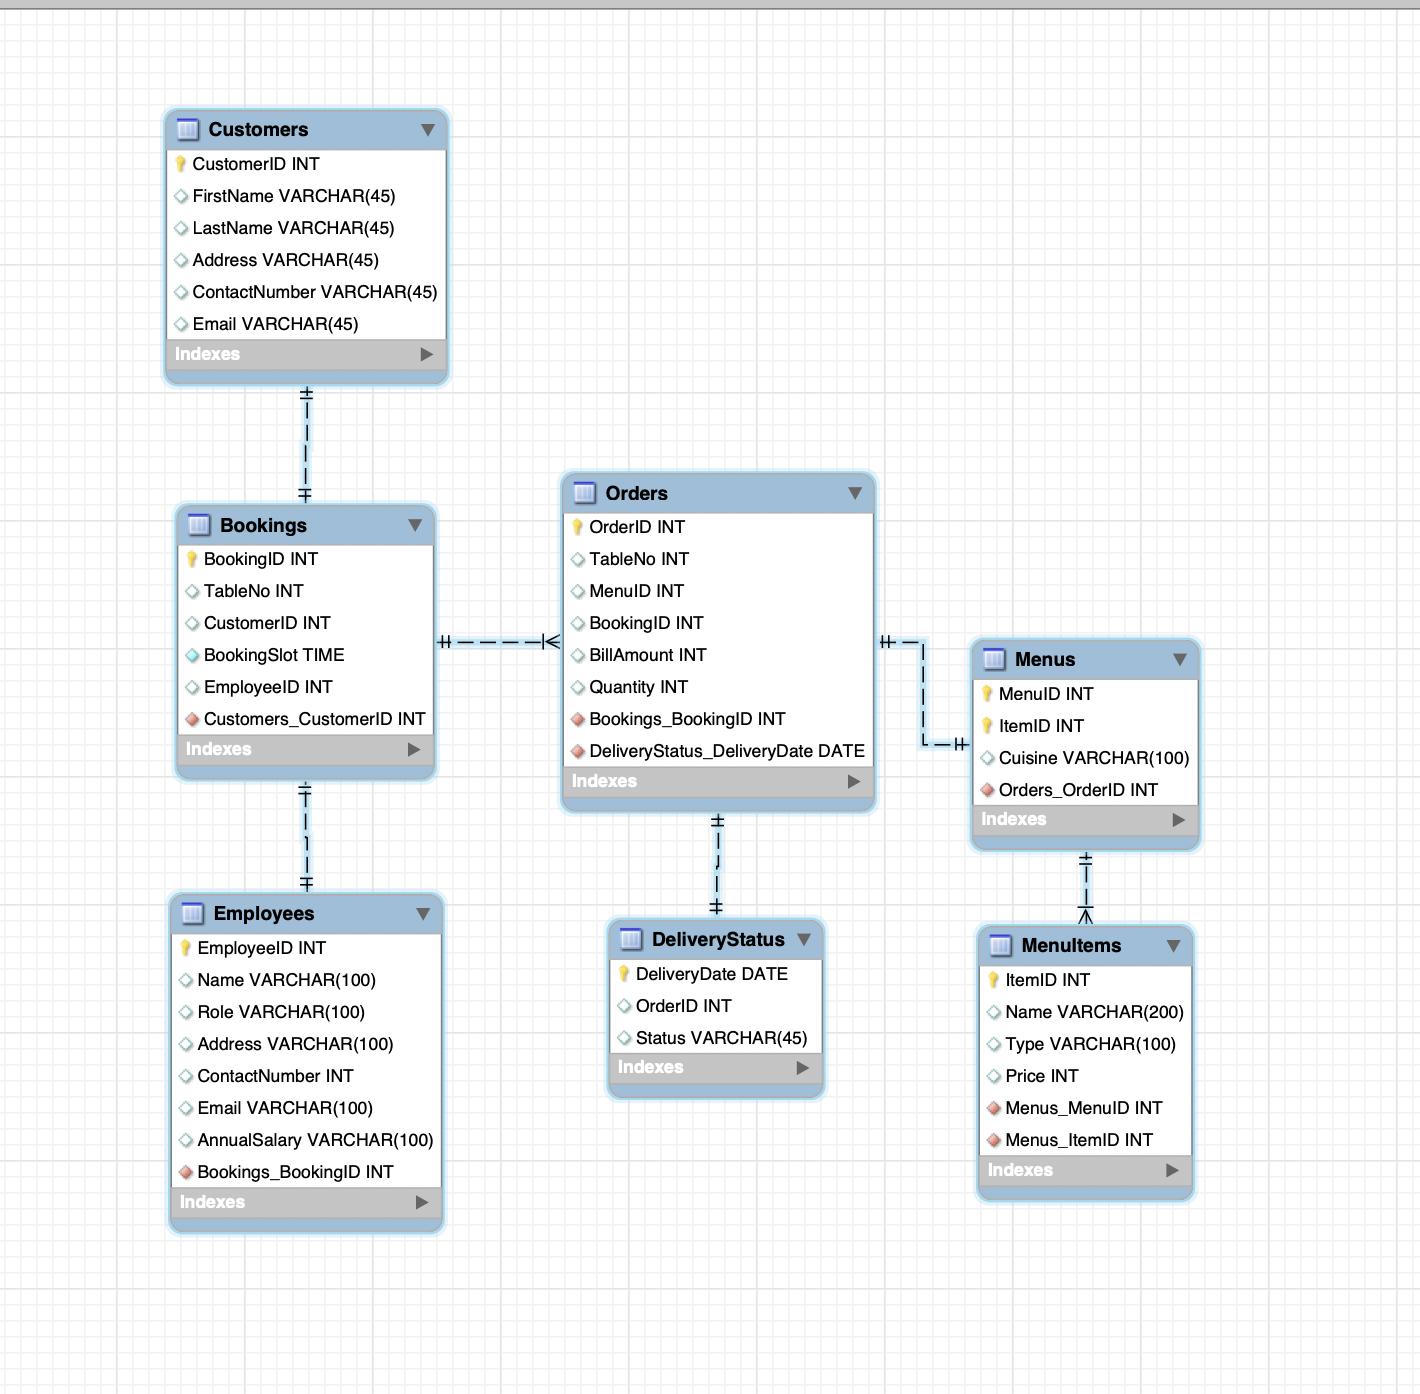 Customers
CustomerID INT
FirstName VARCHAR(45)
LastName VARCHAR(45)
Address VARCHAR(45)
ContactNumber VARCHAR(45)
Email VARCHAR(45)
Indexes
Bookings
BookingID INT
TableNo INT
CustomerID INT
BookingSlot TIME
EmployeeID INT
Customers_CustomerID INT
Indexes
Orders
OrderID INT
TableNo INT
MenuID INT
BookingID INT
BillAmount INT
Quantity INT
Bookings_BookingID INT
DeliveryStatus_DeliveryDate DATE
Indexes
Menus
MenuID INT
ItemID INT
Cuisine VARCHAR(100)
Orders_OrderID INT
Indexes
Employees
EmployeeID INT
Name VARCHAR(100)
Role VARCHAR(100)
Address VARCHAR(100)
ContactNumber INT
Email VARCHAR(100)
AnnualSalary VARCHAR(100)
Bookings_BookingID INT
Indexes
DeliveryStatus
DeliveryDate DATE
OrderID INT
Status VARCHAR(45)
Indexes
MenuItems
ItemID INT
Name VARCHAR(200)
Type VARCHAR(100)
Price INT
Menus_MenuID INT
Menus_ItemID INT
Indexes